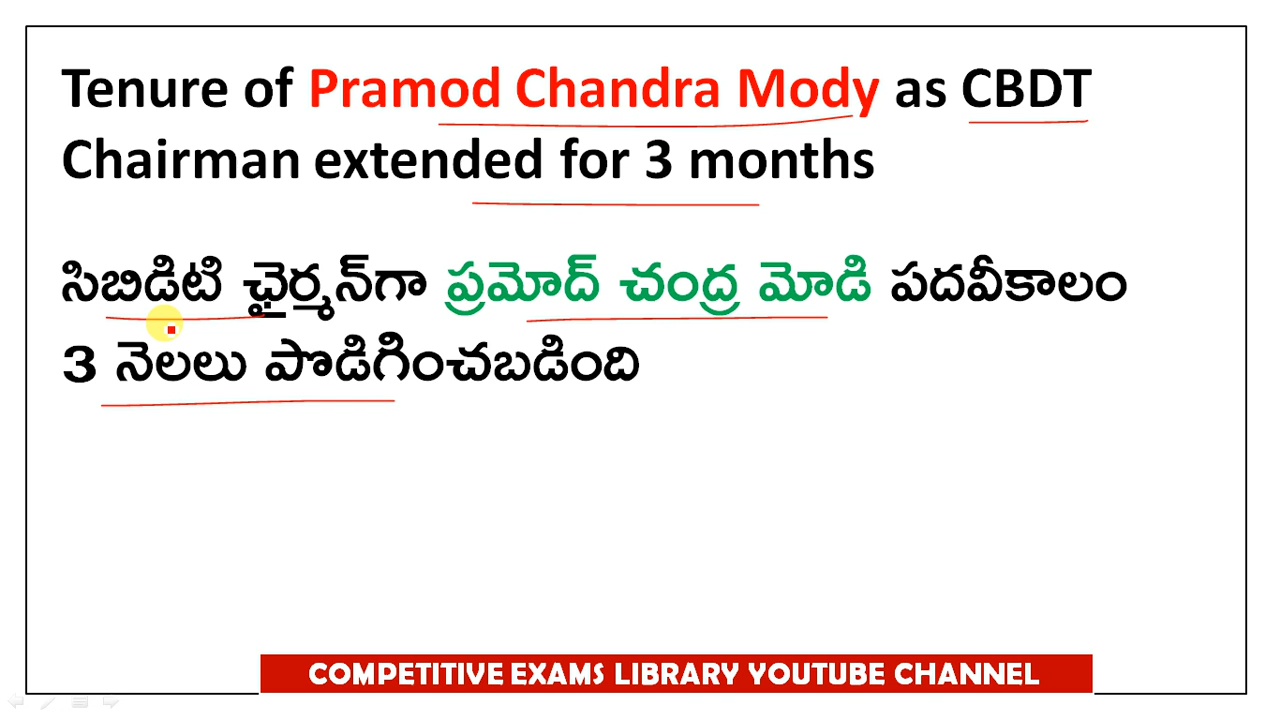 Tenure of Pramod Chandra Mody as CBDT
Chairman extended for 3 months
సిబిడిటి ఛైర్మన్‌గా ప్రమోద్ చంద్ర మోడి పదవీకాలం
3 నెలలు పొడిగించబడింది
COMPETITIVE EXAMS LIBRARY YOUTUBE CHANNEL